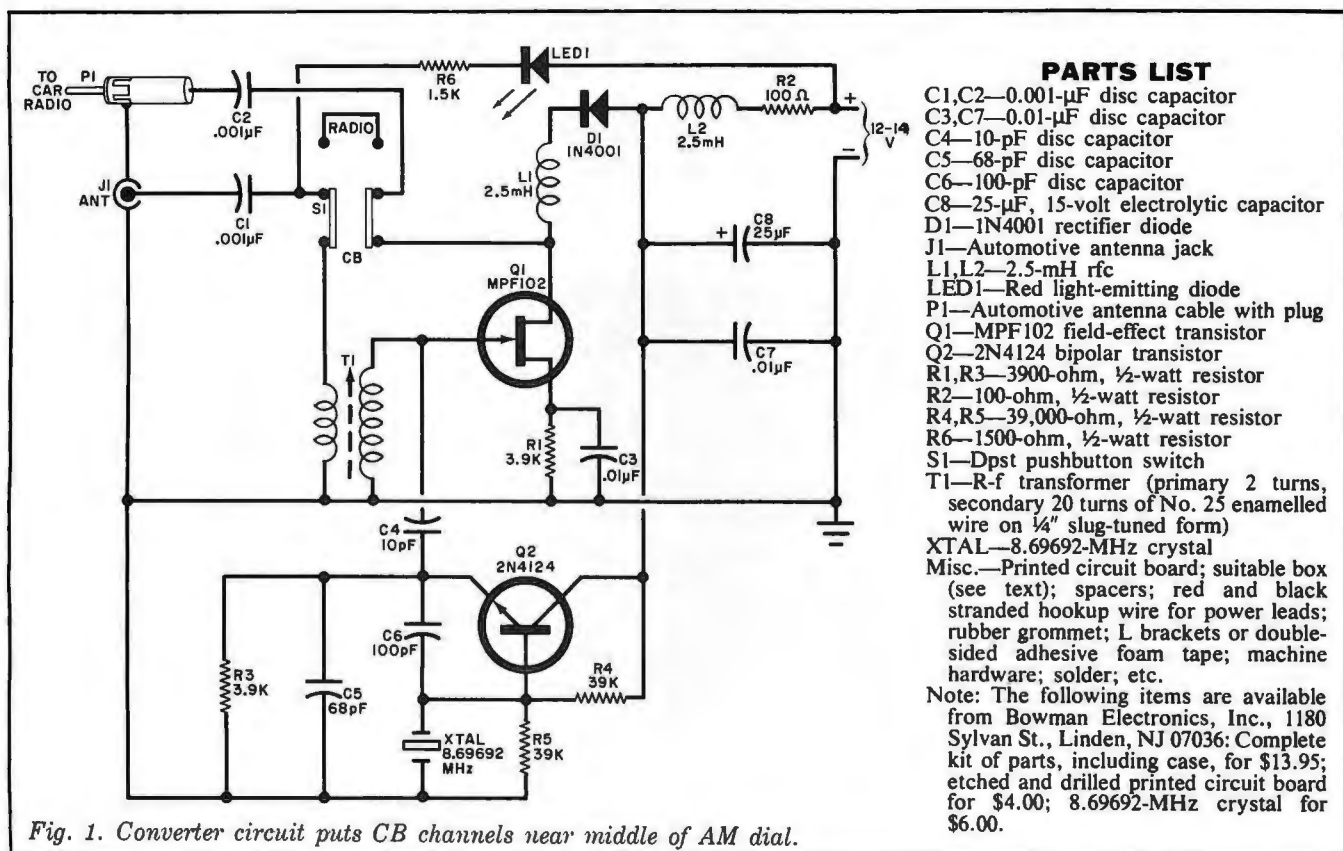 TO
CAR
RADIO
P1
C2
.001µF
R6
1.5K
LED1
RADIO
D1
1N4001
L2
2.5mH
R2
100 Ω
+
−
12-14
V
J1
ANT
C1
.001µF
S1
CB
L1
2.5mH
C8
25µF
+
Q1
MPF102
C7
.01µF
T1
R1
3.9K
C3
.01µF
C4
10pF
Q2
2N4124
C6
100pF
R4
39K
R3
3.9K
C5
68pF
XTAL
8.69692
MHz
R5
39K
Fig. 1. Converter circuit puts CB channels near middle of AM dial.
PARTS LIST
C1,C2—0.001-µF disc capacitor
C3,C7—0.01-µF disc capacitor
C4—10-pF disc capacitor
C5—68-pF disc capacitor
C6—100-pF disc capacitor
C8—25-µF, 15-volt electrolytic capacitor
D1—1N4001 rectifier diode
J1—Automotive antenna jack
L1,L2—2.5-mH rfc
LED1—Red light-emitting diode
P1—Automotive antenna cable with plug
Q1—MPF102 field-effect transistor
Q2—2N4124 bipolar transistor
R1,R3—3900-ohm, ½-watt resistor
R2—100-ohm, ½-watt resistor
R4,R5—39,000-ohm, ½-watt resistor
R6—1500-ohm, ½-watt resistor
S1—Dpst pushbutton switch
T1—R-f transformer (primary 2 turns,
secondary 20 turns of No. 25 enamelled
wire on ¼" slug-tuned form)
XTAL—8.69692-MHz crystal
Misc.—Printed circuit board; suitable box
(see text); spacers; red and black
stranded hookup wire for power leads;
rubber grommet; L brackets or double-
sided adhesive foam tape; machine
hardware; solder; etc.
Note: The following items are available
from Bowman Electronics, Inc., 1180
Sylvan St., Linden, NJ 07036: Complete
kit of parts, including case, for $13.95;
etched and drilled printed circuit board
for $4.00; 8.69692-MHz crystal for
$6.00.